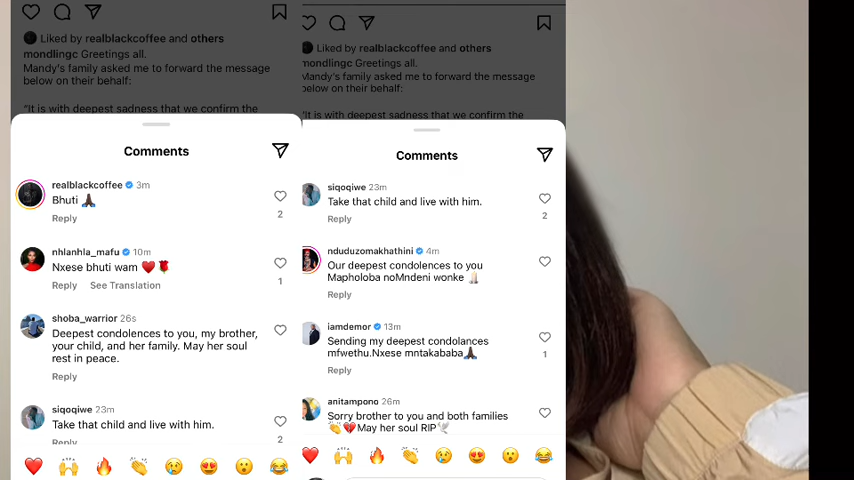 Liked by realblackcoffee and others
mondlingc Greetings all.
Mandy's family asked me to forward the message
below on their behalf:
"It is with deepest sadness that we confirm the
Comments
realblackcoffee 3m
Bhuti
2
Reply
nhlanhla_mafu 10m
Nxese bhuti wam
1
Reply See Translation
shoba_warrior 26s
Deepest condolences to you, my brother,
your child, and her family. May her soul
rest in peace.
Reply
siqoqiwe 23m
Take that child and live with him.
2
Reply
Liked by realblackcoffee and others
mondlingc Greetings all.
Mandy's family asked me to forward the message
below on their behalf:
"It is with deepest sadness that we confirm the
Comments
siqoqiwe 23m
Take that child and live with him.
2
Reply
nduduzomakhathini 4m
Our deepest condolences to you
Mapholoba noMndeni wonke
Reply
iamdemor 13m
Sending my deepest condolances
mfwethu.Nxese mntakababa
1
Reply
anitampono 26m
Sorry brother to you and both families
May her soul RIP